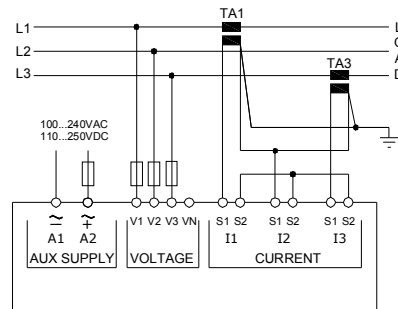 TA1
L1 L
L2 O
TA3
A
L3 D
100...240VAC
110...250VDC
V1 V2 V3 VN S1 S2 S1 S2 S1 S2
A1 A2 I1 I2 I3
AUX SUPPLY VOLTAGE CURRENT